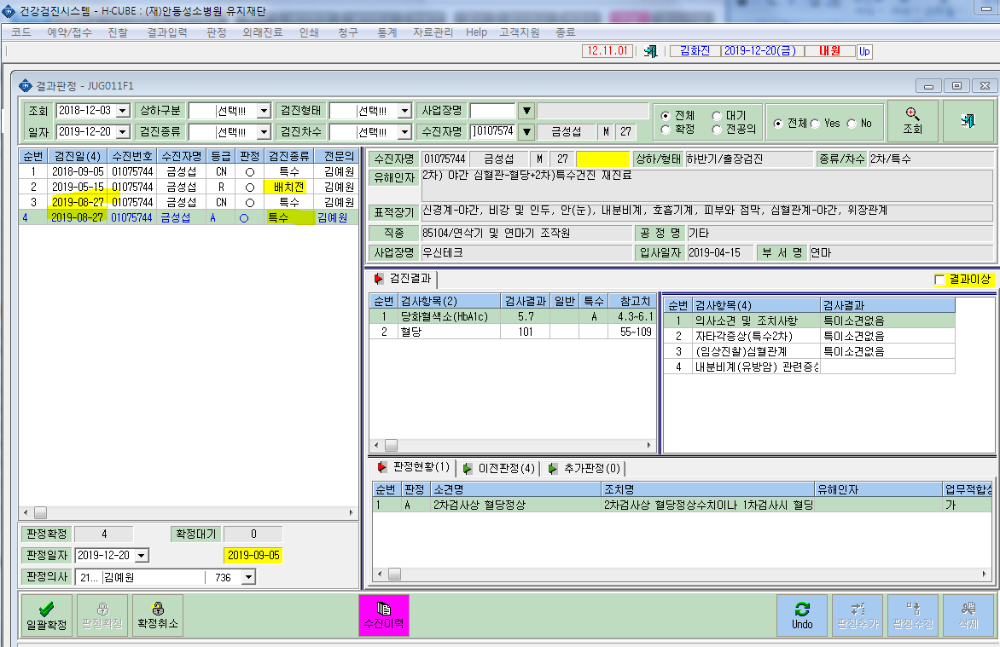 건강검진시스템 - H-CUBE : (재)안동성소병원 유지재단
코드 예약/접수 진찰 결과입력 판정 외래진료 인쇄 청구 통계 자료관리 Help 고객지원 종료
12.11.01 김화진 2019-12-20(금) 대원 Up
결과판정 - JUG011F1
조회 2018-12-03 상하구분 선택!!! 검진형태 선택!!! 사업장명 전체 대기 전체 Yes No 조회
일자 2019-12-20 검진종류 선택!!! 검진차수 선택!!! 수진자명 ]0107574 금성섭 M 27 확정 전공의
순번 검진일(4) 수진번호 수진자명 등급 판정 검진종류 전문의
1 2018-09-05 01075744 금성섭 CN ○ 특수 김예원
2 2019-05-15 01075744 금성섭 R ○ 배치전 김예원
3 2019-08-27 01075744 금성섭 CN ○ 특수 김예원
4 2019-08-27 01075744 금성섭 A ○ 특수 김예원
수진자명 01075744 금성섭 M 27 상하/형태 하반기/출장검진 종류/차수 2차/특수
유해인자 2차) 야간 심혈관-혈당+2차)특수건진 재진료
표적장기 신경계-야간, 비강 및 인두, 안(눈), 내분비계, 호흡기계, 피부와 점막, 심혈관계-야간, 위장관계
직종 85104/연삭기 및 연마기 조작원 공 정 명 기타
사업장명 우신테크 입사일자 2019-04-15 부 서 명 연마
검진결과 결과이상
순번 검사항목(2) 검사결과 일반 특수 참고치
1 당화혈색소(HbA1c) 5.7 A 4.3~6.1
2 혈당 101 55~109
순번 검사항목(4) 검사결과
1 의사소견 및 조치사항 특이소견없음
2 자타각증상(특수2차) 특이소견없음
3 (임상진찰)심혈관계 특이소견없음
4 내분비계(유방암) 관련증상
판정현황(1) 이전판정(4) 추가판정(0)
순번 판정 소견명 조치명 유해인자 업무적합성
1 A 2차검사상 혈당정상 2차검사상 혈당정상수치이나 1차검사시 혈당 가
판정확정 4 확정대기 0
판정일자 2019-12-20 2019-09-05
판정의사 21... 김예원 736
일괄확정 판정확정 확정취소 수진이력 Undo 판정추가 판정수정 삭제